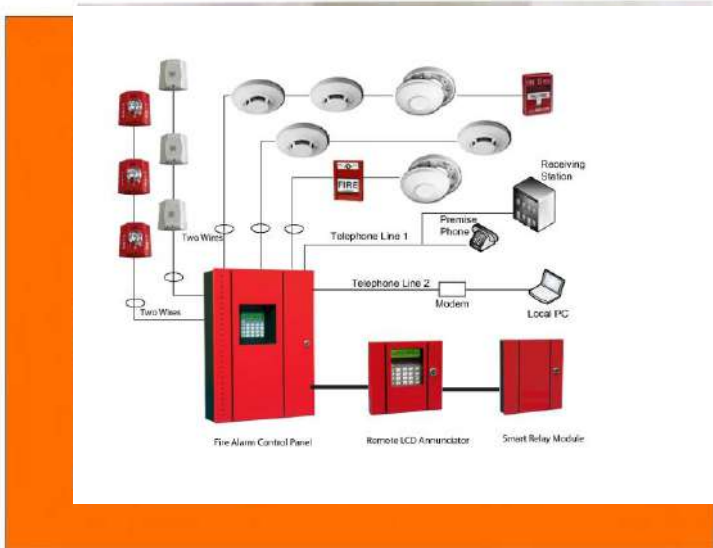 FIRE
Receiving
Station
Premise
Phone
Two Wires
Telephone Line 1
Telephone Line 2
Modem
Local PC
Two Wires
Fire Alarm Control Panel
Remote LCD Annunciator
Smart Relay Module